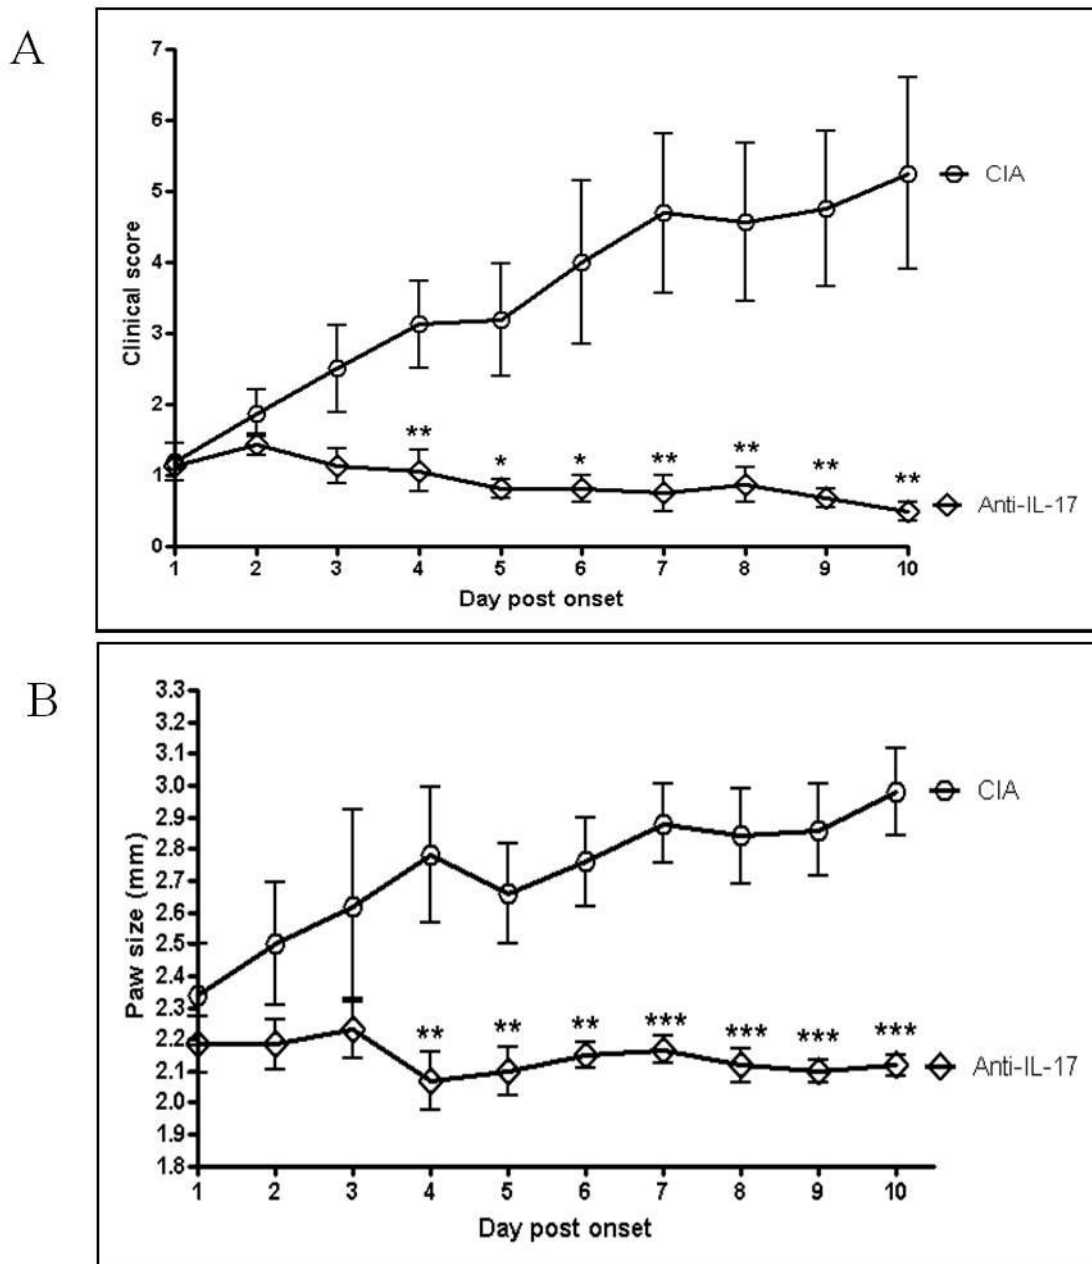 A
7
6
5
4
3
2
1
0
Clinical score
CIA
** * * ** ** ** **
Anti-IL-17
1 2 3 4 5 6 7 8 9 10
Day post onset
B
3.3
3.2
3.1
3.0
2.9
2.8
2.7
2.6
2.5
2.4
2.3
2.2
2.1
2.0
1.9
1.8
Paw size (mm)
CIA
** ** ** *** *** *** ***
Anti-IL-17
1 2 3 4 5 6 7 8 9 10
Day post onset